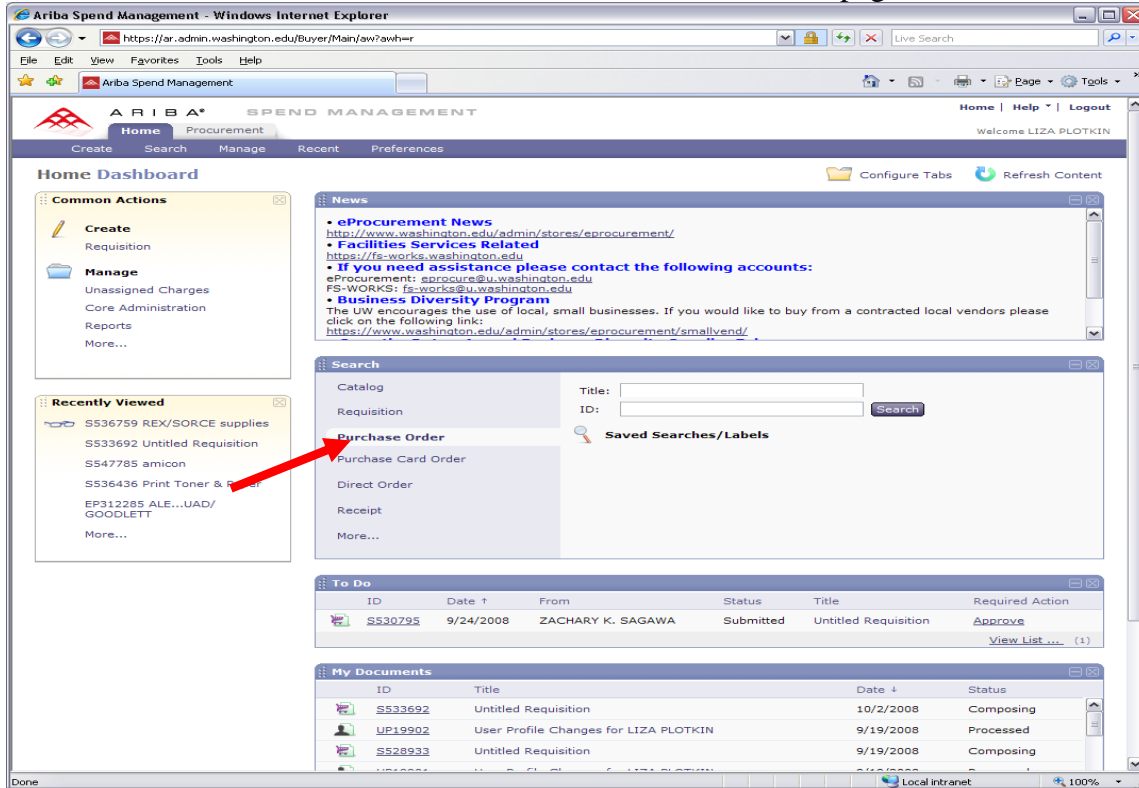 Ariba Spend Management - Windows Internet Explorer
https://ar.admin.washington.edu/Buyer/Main/aw?awh=r
Live Search
File Edit View Favorites Tools Help
Ariba Spend Management
Page Tools
ARIBA® SPEND MANAGEMENT
Home | Help | Logout
Home Procurement
Welcome LIZA PLOTKIN
Create Search Manage Recent Preferences
Home Dashboard
Configure Tabs Refresh Content
Common Actions
Create
Requisition
Manage
Unassigned Charges
Core Administration
Reports
More...
Recently Viewed
S536759 REX/SORCE supplies
S533692 Untitled Requisition
S547785 amicon
S536436 Print Toner &
EP312285 ALE...UAD/
GOODLETT
More...
News
• eProcurement News
http://www.washington.edu/admin/stores/eprocurement/
• Facilities Services Related
https://fs-works.washington.edu
• If you need assistance please contact the following accounts:
eProcurement: eprocure@u.washington.edu
FS-WORKS: fs-works@u.washington.edu
• Business Diversity Program
The UW encourages the use of local, small businesses. If you would like to buy from a contracted local vendors please
click on the following link:
https://www.washington.edu/admin/stores/eprocurement/smallvend/
Search
Catalog
Requisition
Purchase Order
Purchase Card Order
Direct Order
Receipt
More...
Title:
ID: Search
Saved Searches/Labels
To Do
ID Date ↑ From Status Title Required Action
S530795 9/24/2008 ZACHARY K. SAGAWA Submitted Untitled Requisition Approve
View List ... (1)
My Documents
ID Title Date ↓ Status
S533692 Untitled Requisition 10/2/2008 Composing
UP19902 User Profile Changes for LIZA PLOTKIN 9/19/2008 Processed
S528933 Untitled Requisition 9/19/2008 Composing
Done
Local intranet 100%